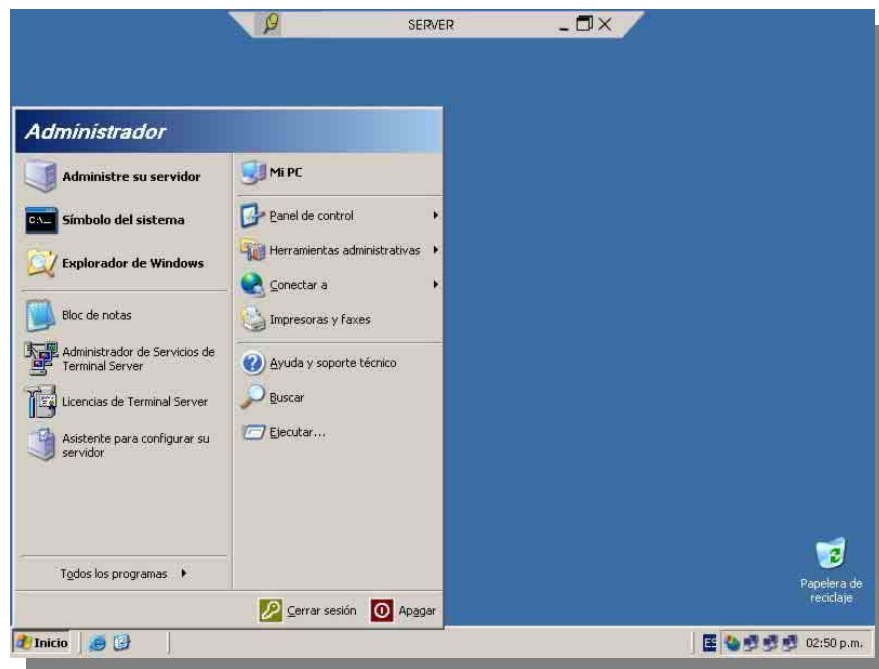 SERVER
Administrador
Administre su servidor
Símbolo del sistema
Explorador de Windows
Bloc de notas
Administrador de Servicios de
Terminal Server
Licencias de Terminal Server
Asistente para configurar su
servidor
Todos los programas
Mi PC
Panel de control
Herramientas administrativas
Conectar a
Impresoras y faxes
Ayuda y soporte técnico
Buscar
Ejecutar...
Cerrar sesión
Apagar
Papelera de
reciclaje
Inicio
ES
02:50 p.m.
C:\_